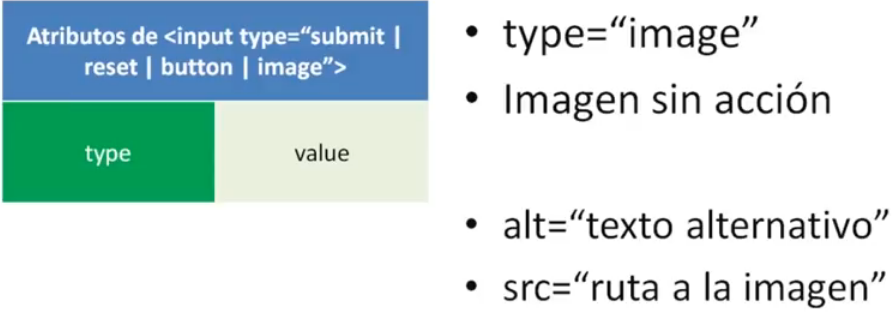 Atributos de <input type=“submit |
reset | button | image”>
type
value
• type=“image”
• Imagen sin acción
• alt=“texto alternativo”
• src=“ruta a la imagen”